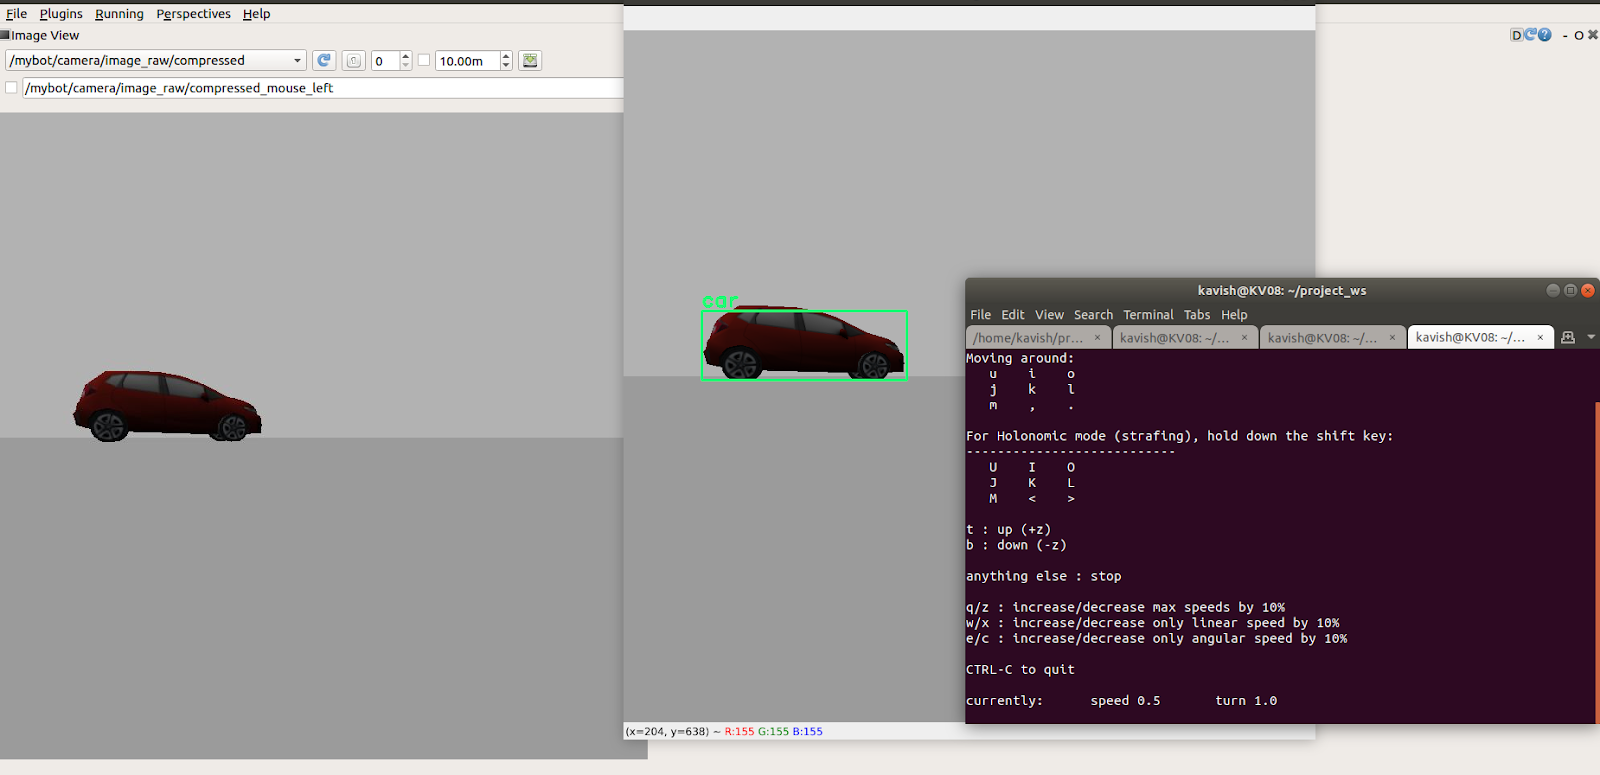 File Plugins Running Perspectives Help
Image View
D ? - O
/mybot/camera/image_raw/compressed 0 10.00m
/mybot/camera/image_raw/compressed_mouse_left
car
(x=204, y=638) ~ R:155 G:155 B:155
kavish@KV08: ~/project_ws
File Edit View Search Terminal Tabs Help
/home/kavish/pr... × kavish@KV08: ~/... × kavish@KV08: ~/... × kavish@KV08: ~/... ×
Moving around:
u i o
j k l
m , .
For Holonomic mode (strafing), hold down the shift key:
---------------------------
U I O
J K L
M < >
t : up (+z)
b : down (-z)
anything else : stop
q/z : increase/decrease max speeds by 10%
w/x : increase/decrease only linear speed by 10%
e/c : increase/decrease only angular speed by 10%
CTRL-C to quit
currently: speed 0.5 turn 1.0